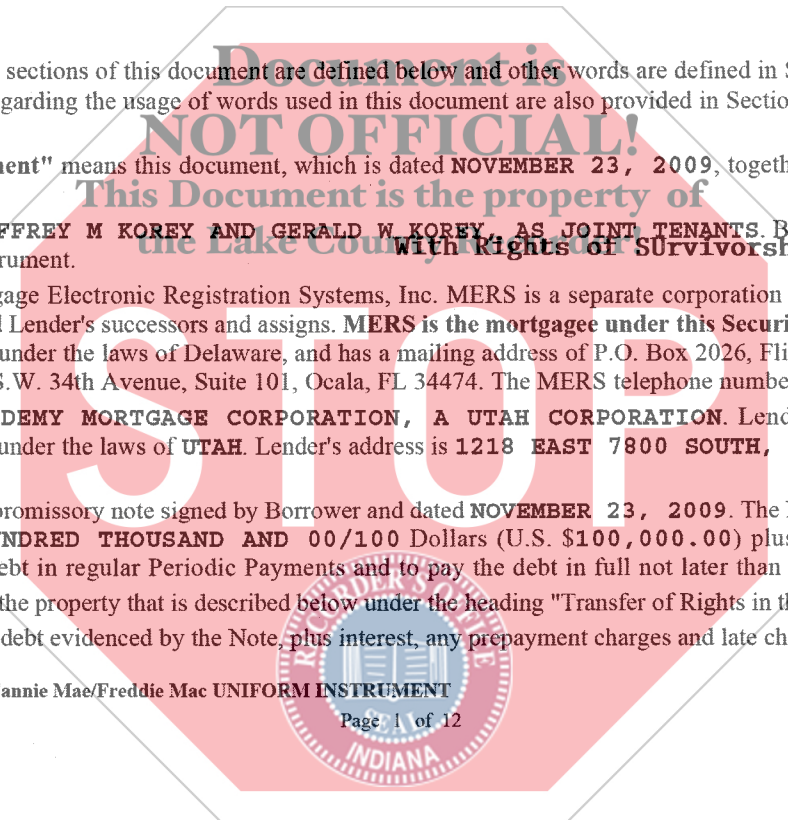 Document is
sections of this document are defined below and other words are defined in S
garding the usage of words used in this document are also provided in Sectio
NOT OFFICIAL!
nent" means this document, which is dated NOVEMBER 23, 2009, togeth
This Document is the property of
FFREY M KOREY AND GERALD W KOREY, AS JOINT TENANTS. B
the Lake County Recorder!
With Rights of SUrvivorsh
rument.
gage Electronic Registration Systems, Inc. MERS is a separate corporation
l Lender's successors and assigns. MERS is the mortgagee under this Securi
under the laws of Delaware, and has a mailing address of P.O. Box 2026, Fli
S.W. 34th Avenue, Suite 101, Ocala, FL 34474. The MERS telephone numbe
DEMY MORTGAGE CORPORATION, A UTAH CORPORATION. Lend
under the laws of UTAH. Lender's address is 1218 EAST 7800 SOUTH,
STOP
promissory note signed by Borrower and dated NOVEMBER 23, 2009. The
NDRED THOUSAND AND 00/100 Dollars (U.S. $100,000.00) plus
ebt in regular Periodic Payments and to pay the debt in full not later than
the property that is described below under the heading "Transfer of Rights in th
debt evidenced by the Note, plus interest, any prepayment charges and late ch
annie Mae/Freddie Mac UNIFORM INSTRUMENT
Page 1 of 12
RECORDER'S OFFICE
SEAL
INDIANA